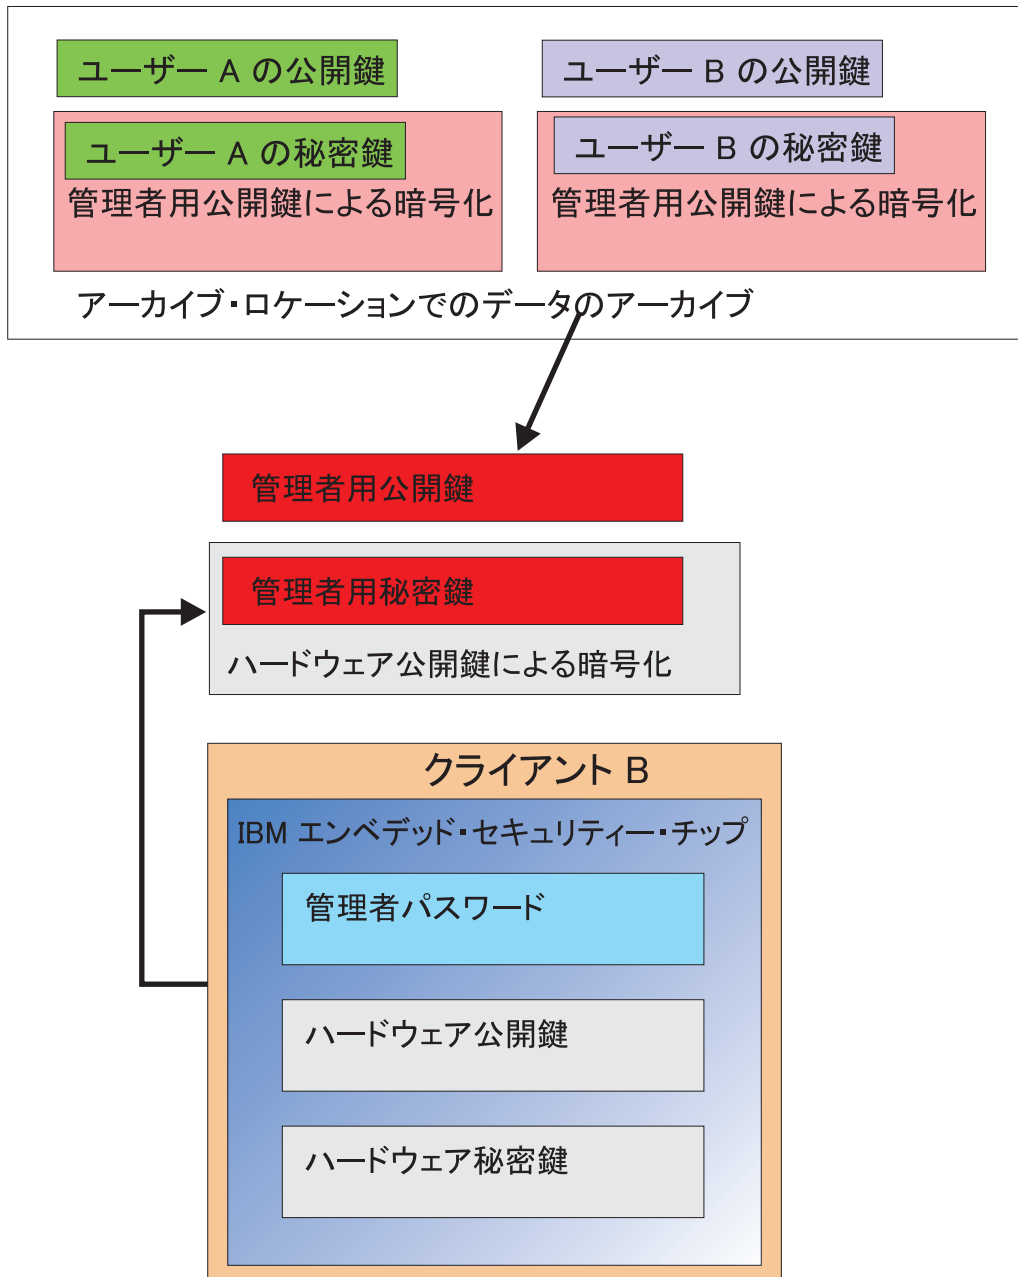 ユーザー A の公開鍵
ユーザー B の公開鍵
ユーザー A の秘密鍵
管理者用公開鍵による暗号化
ユーザー B の秘密鍵
管理者用公開鍵による暗号化
アーカイブ・ロケーションでのデータのアーカイブ
管理者用公開鍵
管理者用秘密鍵
ハードウェア公開鍵による暗号化
クライアント B
IBM エンベデッド・セキュリティー・チップ
管理者パスワード
ハードウェア公開鍵
ハードウェア秘密鍵